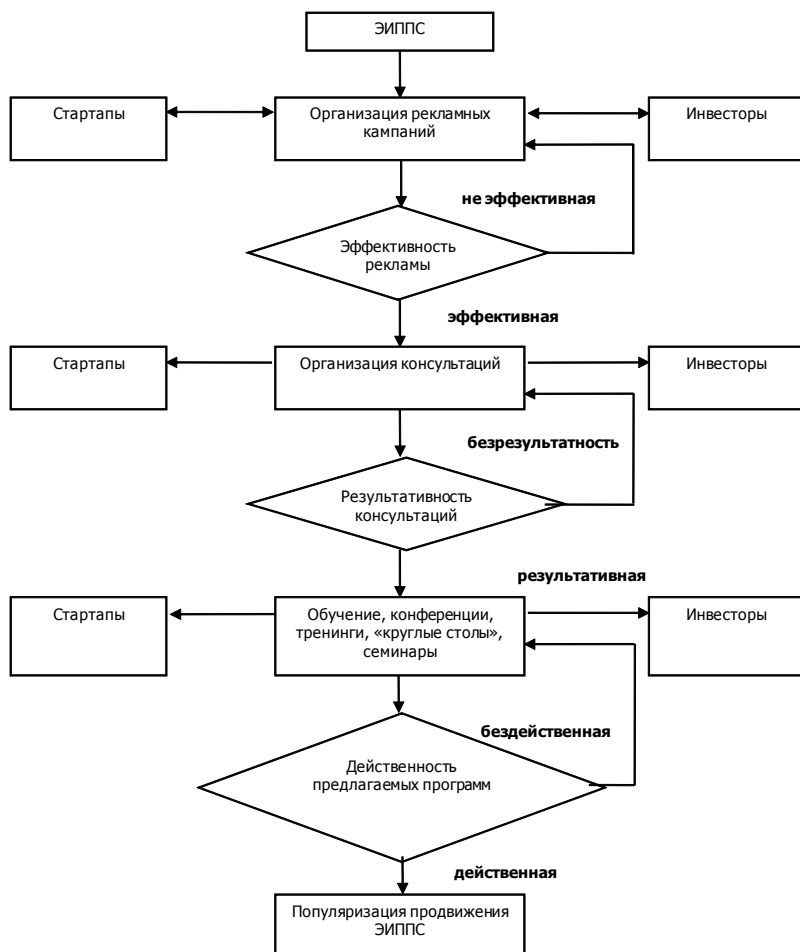 ЭИППС
Стартапы
Организация рекламных
кампаний
Инвесторы
не эффективная
Эффективность
рекламы
эффективная
Стартапы
Организация консультаций
Инвесторы
безрезультатность
Результативность
консультаций
результативная
Стартапы
Обучение, конференции,
тренинги, «круглые столы»,
семинары
Инвесторы
бездейственная
Действенность
предлагаемых программ
действенная
Популяризация продвижения
ЭИППС